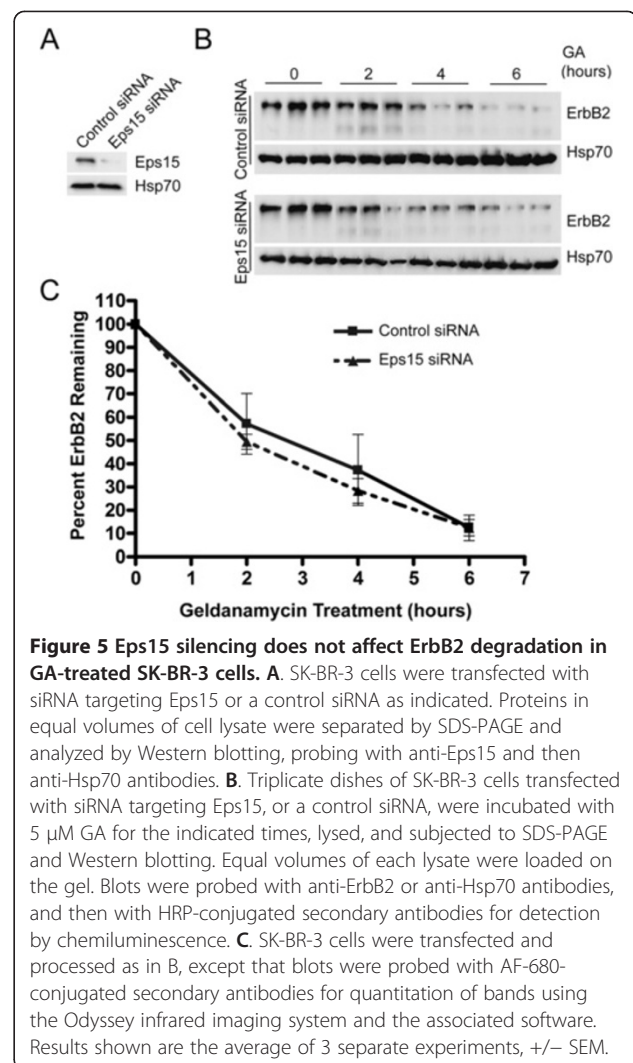 A
Control siRNA
Eps15 siRNA
Eps15
Hsp70
B
GA
(hours)
0 2 4 6
Control siRNA
ErbB2
Hsp70
Eps15 siRNA
ErbB2
Hsp70
C
Percent ErbB2 Remaining
110
100
90
80
70
60
50
40
30
20
10
0
Control siRNA
Eps15 siRNA
0 1 2 3 4 5 6 7
Geldanamycin Treatment (hours)
Figure 5 Eps15 silencing does not affect ErbB2 degradation in
GA-treated SK-BR-3 cells. A. SK-BR-3 cells were transfected with
siRNA targeting Eps15 or a control siRNA as indicated. Proteins in
equal volumes of cell lysate were separated by SDS-PAGE and
analyzed by Western blotting, probing with anti-Eps15 and then
anti-Hsp70 antibodies. B. Triplicate dishes of SK-BR-3 cells transfected
with siRNA targeting Eps15, or a control siRNA, were incubated with
5 μM GA for the indicated times, lysed, and subjected to SDS-PAGE
and Western blotting. Equal volumes of each lysate were loaded on
the gel. Blots were probed with anti-ErbB2 or anti-Hsp70 antibodies,
and then with HRP-conjugated secondary antibodies for detection
by chemiluminescence. C. SK-BR-3 cells were transfected and
processed as in B, except that blots were probed with AF-680-
conjugated secondary antibodies for quantitation of bands using
the Odyssey infrared imaging system and the associated software.
Results shown are the average of 3 separate experiments, +/− SEM.